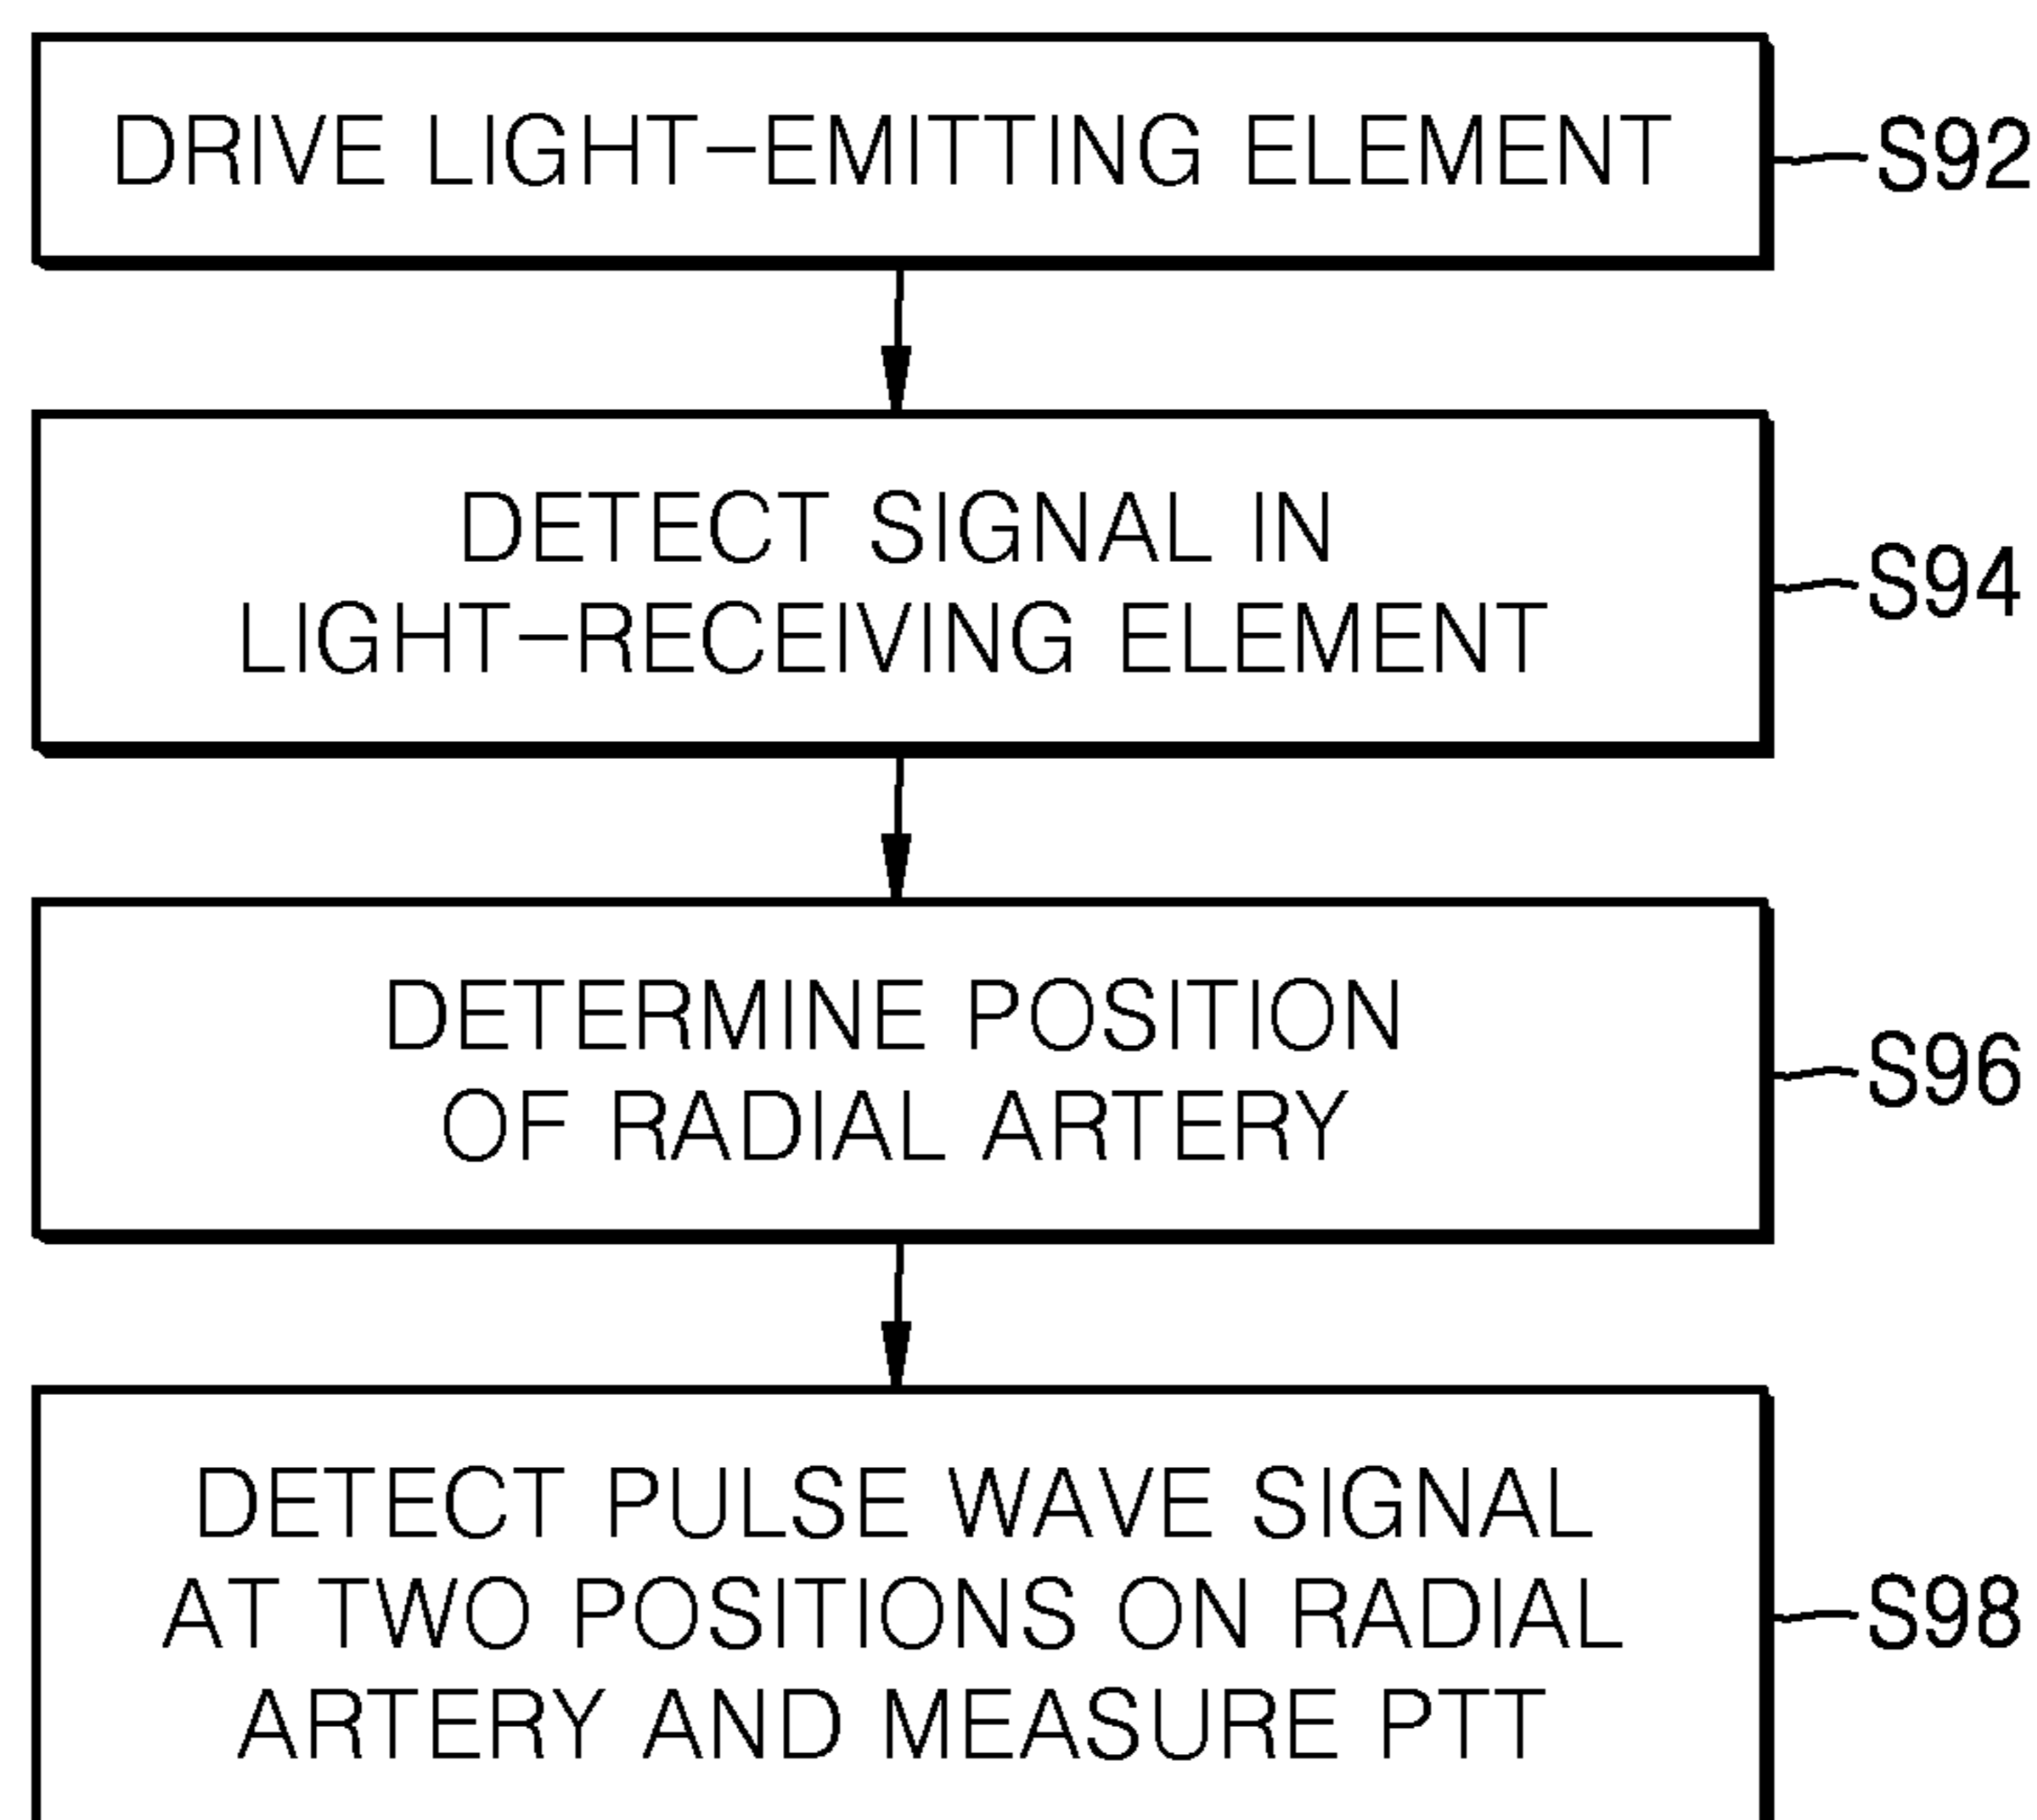 DRIVE LIGHT-EMITTING ELEMENT
S92
DETECT SIGNAL IN
LIGHT-RECEIVING ELEMENT
S94
DETERMINE POSITION
OF RADIAL ARTERY
S96
DETECT PULSE WAVE SIGNAL
AT TWO POSITIONS ON RADIAL
ARTERY AND MEASURE PTT
S98